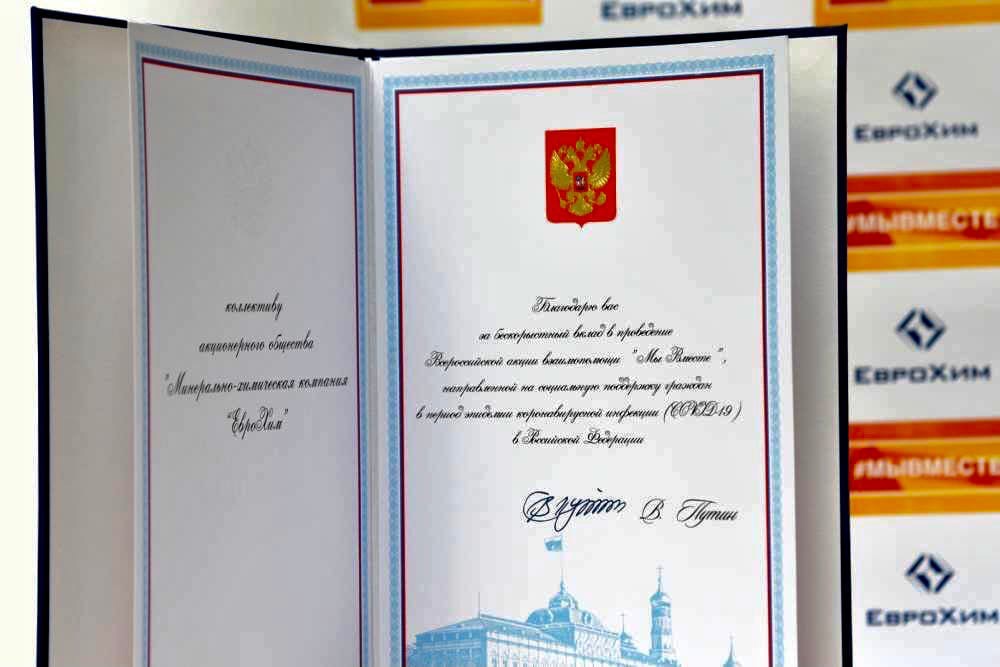 ЕвроХим
коллективу
акционерного общества
"Минерально-химическая компания
"ЕвроХим"
Благодарю вас
за бескорыстный вклад в проведение
Всероссийской акции взаимопомощи "Мы Вместе",
направленной на социальную поддержку граждан
в период эпидемии коронавирусной инфекции (COVID-19)
в Российской Федерации
В. Путин
ЕвроХим
#МЫВМЕСТЕ
ЕвроХим
#МЫВМЕСТЕ
ЕвроХим